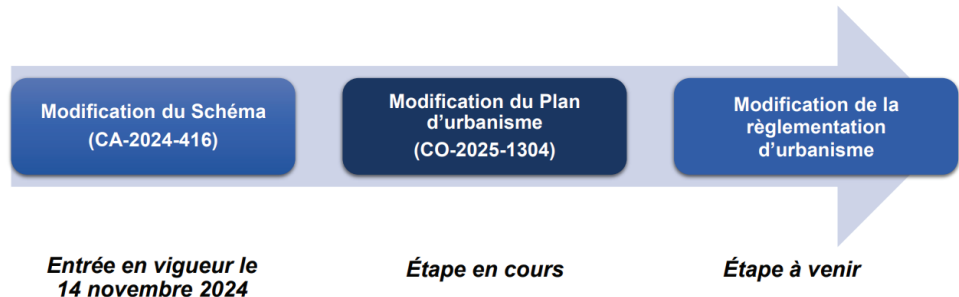 Modification du Schéma
(CA-2024-416)
Modification du Plan
d’urbanisme
(CO-2025-1304)
Modification de la
règlementation
d’urbanisme
Entrée en vigueur le
14 novembre 2024
Étape en cours
Étape à venir